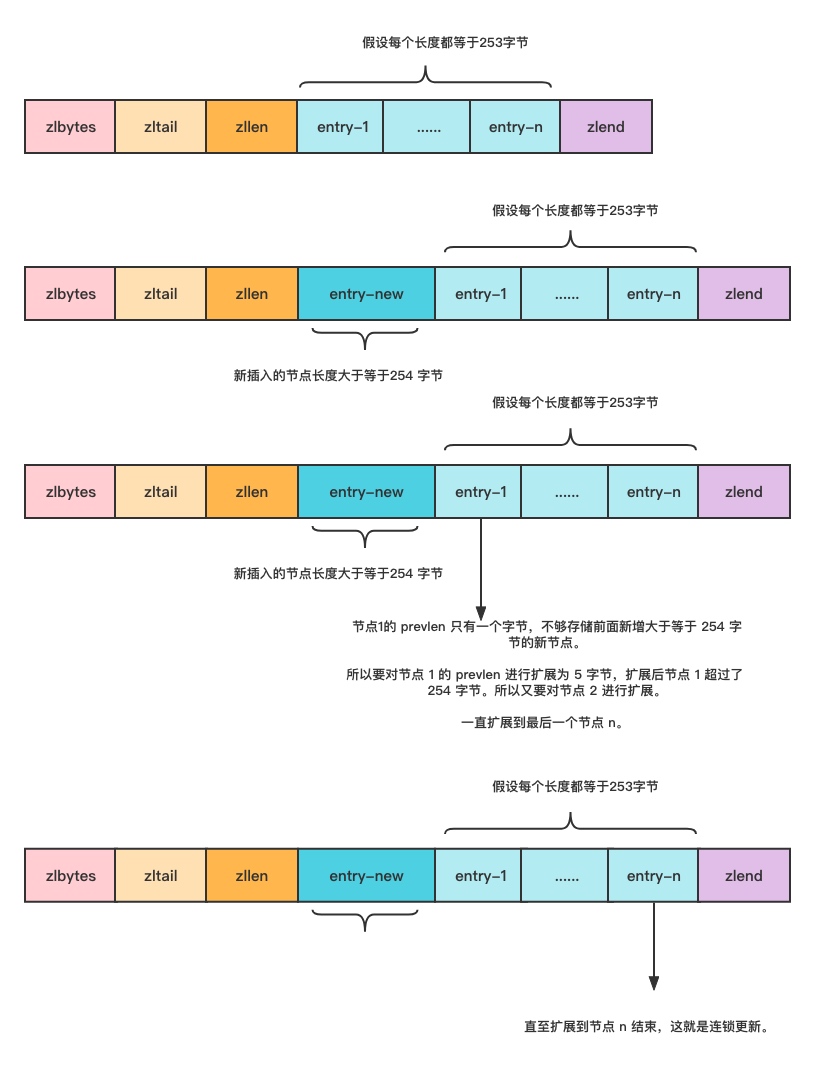 假设每个长度都等于253字节
zlbytes zltail zllen entry-1 ...... entry-n zlend
假设每个长度都等于253字节
zlbytes zltail zllen entry-new entry-1 ...... entry-n zlend
新插入的节点长度大于等于254 字节
假设每个长度都等于253字节
zlbytes zltail zllen entry-new entry-1 ...... entry-n zlend
新插入的节点长度大于等于254 字节
节点1的 prevlen 只有一个字节，不够存储前面新增大于等于 254 字
节的新节点。
所以要对节点 1 的 prevlen 进行扩展为 5 字节，扩展后节点 1 超过了
254 字节。所以又要对节点 2 进行扩展。
一直扩展到最后一个节点 n。
假设每个长度都等于253字节
zlbytes zltail zllen entry-new entry-1 ...... entry-n zlend
直至扩展到节点 n 结束，这就是连锁更新。